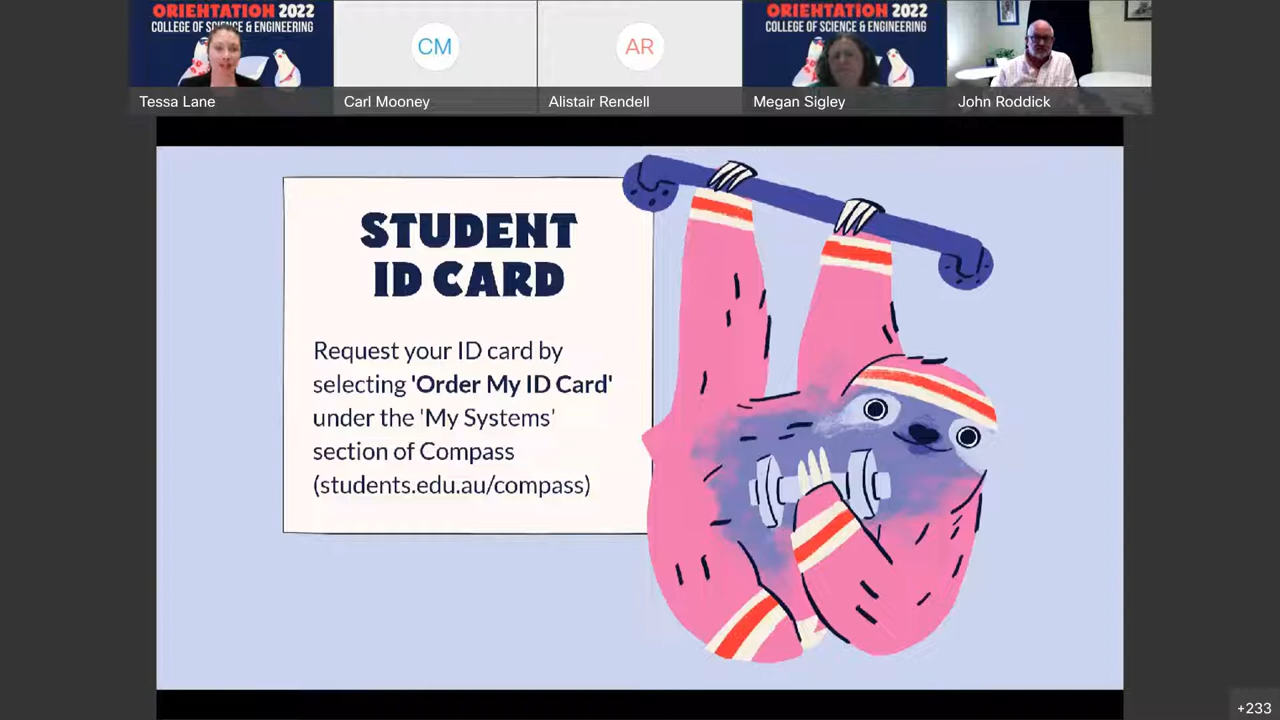 ORIENTATION 2022
COLLEGE OF SCIENCE & ENGINEERING
Tessa Lane
CM
Carl Mooney
AR
Alistair Rendell
ORIENTATION 2022
COLLEGE OF SCIENCE & ENGINEERING
Megan Sigley
John Roddick
STUDENT
ID CARD
Request your ID card by
selecting 'Order My ID Card'
under the 'My Systems'
section of Compass
(students.edu.au/compass)
+233